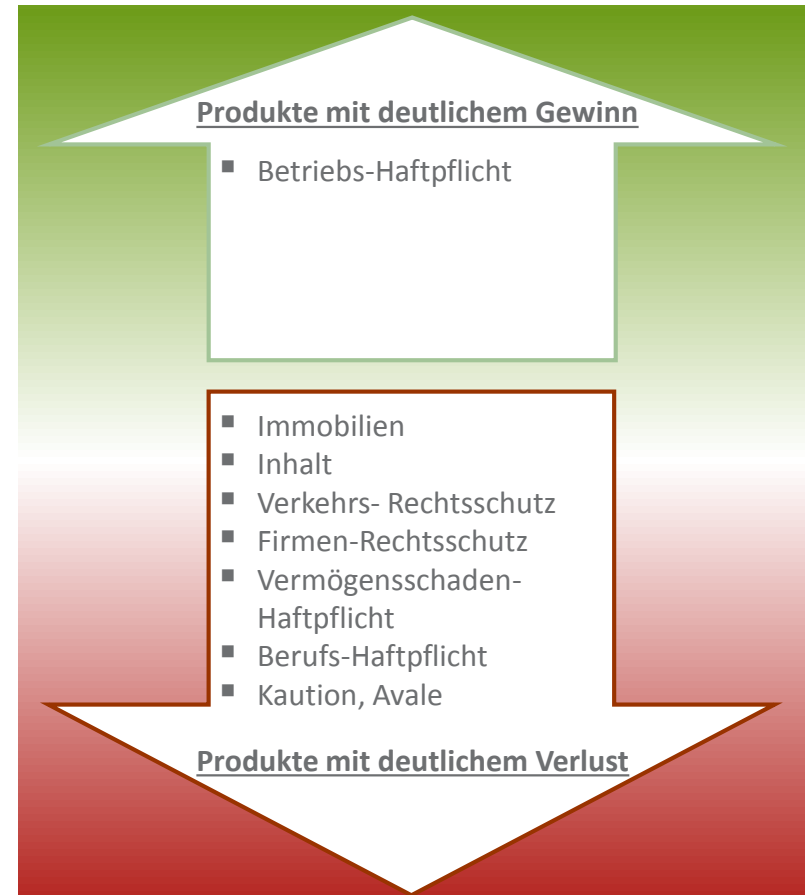 Produkte mit deutlichem Gewinn
▪ Betriebs-Haftpflicht
▪ Immobilien
▪ Inhalt
▪ Verkehrs- Rechtsschutz
▪ Firmen-Rechtsschutz
▪ Vermögensschaden-
Haftpflicht
▪ Berufs-Haftpflicht
▪ Kaution, Avale
Produkte mit deutlichem Verlust